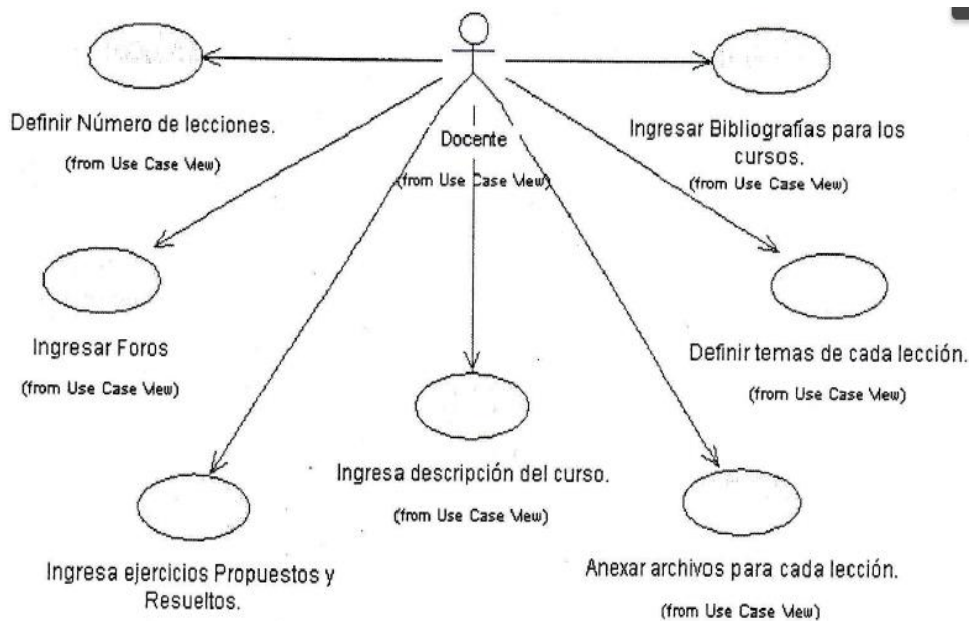 Definir Número de lecciones.
(from Use Case View)
Docente
(from Use Case View)
Ingresar Bibliografías para los
cursos.
(from Use Case View)
Ingresar Foros
(from Use Case View)
Definir temas de cada lección.
(from Use Case View)
Ingresa descripción del curso.
(from Use Case View)
Ingresa ejercicios Propuestos y
Resueltos.
Anexar archivos para cada lección.
(from Use Case View)